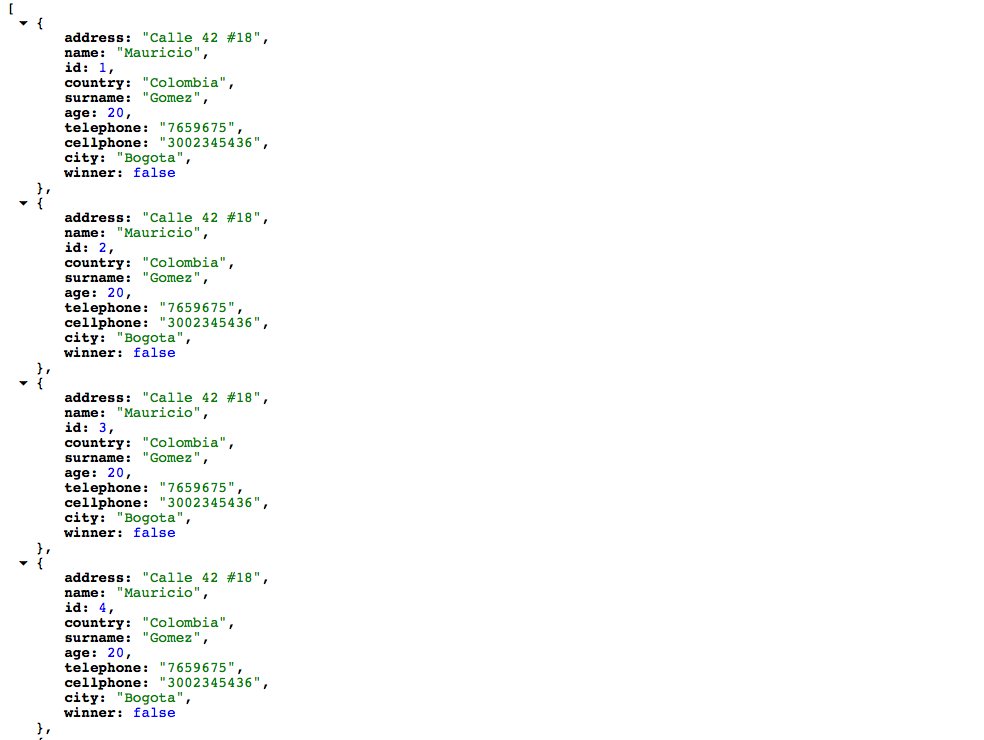 [
{
address: "Calle 42 #18",
name: "Mauricio",
id: 1,
country: "Colombia",
surname: "Gomez",
age: 20,
telephone: "7659675",
cellphone: "3002345436",
city: "Bogota",
winner: false
},
{
address: "Calle 42 #18",
name: "Mauricio",
id: 2,
country: "Colombia",
surname: "Gomez",
age: 20,
telephone: "7659675",
cellphone: "3002345436",
city: "Bogota",
winner: false
},
{
address: "Calle 42 #18",
name: "Mauricio",
id: 3,
country: "Colombia",
surname: "Gomez",
age: 20,
telephone: "7659675",
cellphone: "3002345436",
city: "Bogota",
winner: false
},
{
address: "Calle 42 #18",
name: "Mauricio",
id: 4,
country: "Colombia",
surname: "Gomez",
age: 20,
telephone: "7659675",
cellphone: "3002345436",
city: "Bogota",
winner: false
},